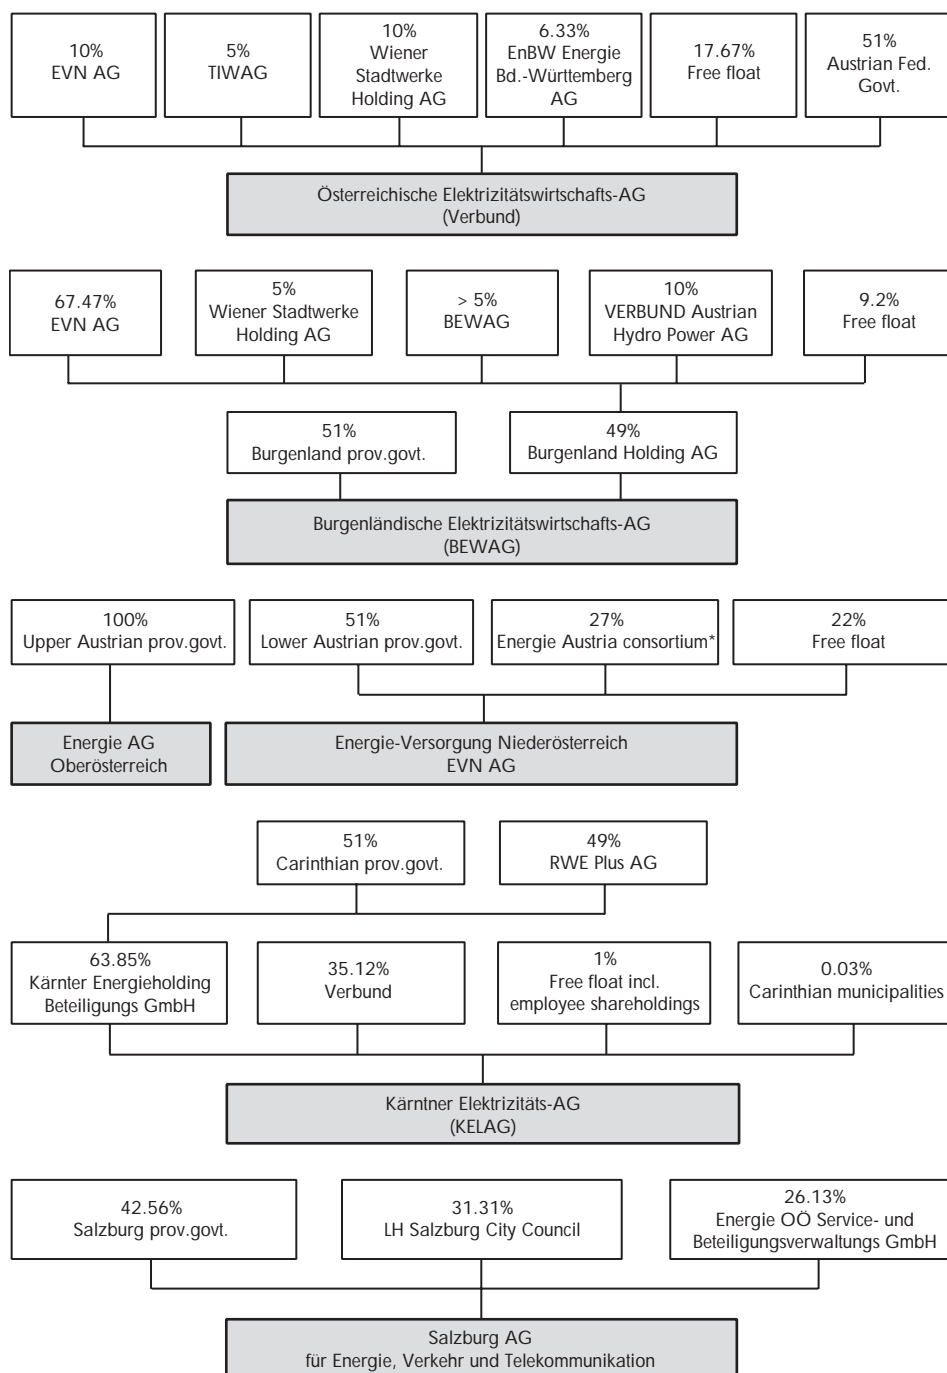 10%
EVN AG
5%
TIWAG
10%
Wiener
Stadtwerke
Holding AG
6.33%
EnBW Energie
Bd.-Württemberg
AG
17.67%
Free float
51%
Austrian Fed.
Govt.
Österreichische Elektrizitätswirtschafts-AG
(Verbund)
67.47%
EVN AG
5%
Wiener Stadtwerke
Holding AG
> 5%
BEWAG
10%
VERBUND Austrian
Hydro Power AG
9.2%
Free float
51%
Burgenland prov.govt.
49%
Burgenland Holding AG
Burgenländische Elektrizitätswirtschafts-AG
(BEWAG)
100%
Upper Austrian prov.govt.
51%
Lower Austrian prov.govt.
27%
Energie Austria consortium*
22%
Free float
Energie AG
Oberösterreich
Energie-Versorgung Niederösterreich
EVN AG
51%
Carinthian prov.govt.
49%
RWE Plus AG
63.85%
Kärnter Energieholding
Beteiligungs GmbH
35.12%
Verbund
1%
Free float incl.
employee shareholdings
0.03%
Carinthian municipalities
Kärntner Elektrizitäts-AG
(KELAG)
42.56%
Salzburg prov.govt.
31.31%
LH Salzburg City Council
26.13%
Energie OÖ Service- und
Beteiligungsverwaltungs GmbH
Salzburg AG
für Energie, Verkehr und Telekommunikation